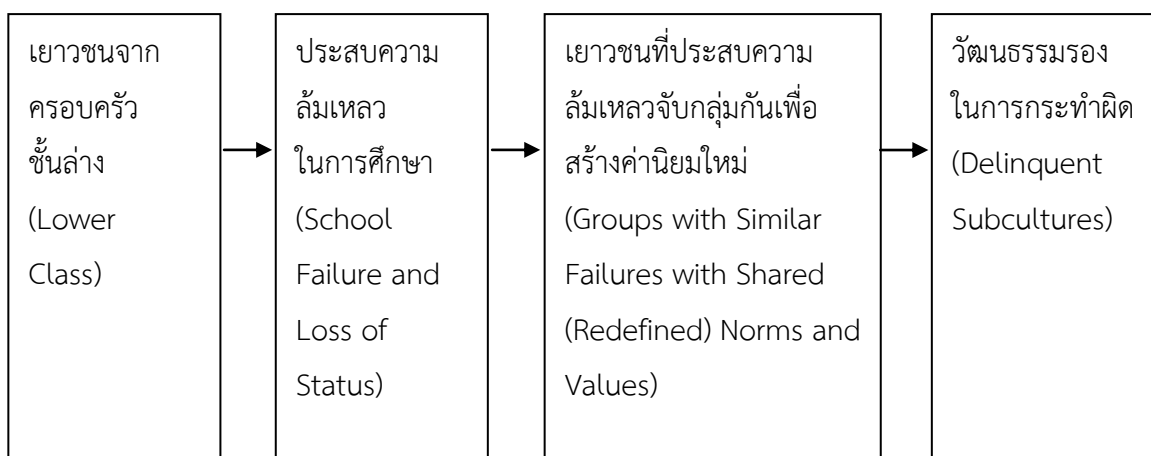 เยาวชนจาก
ครอบครัว
ชั้นล่าง
(Lower
Class)
ประสบความ
ล้มเหลว
ในการศึกษา
(School
Failure and
Loss of
Status)
เยาวชนที่ประสบความ
ล้มเหลวจับกลุ่มกันเพื่อ
สร้างค่านิยมใหม่
(Groups with Similar
Failures with Shared
(Redefined) Norms and
Values)
วัฒนธรรมรอง
ในการกระทำผิด
(Delinquent
Subcultures)